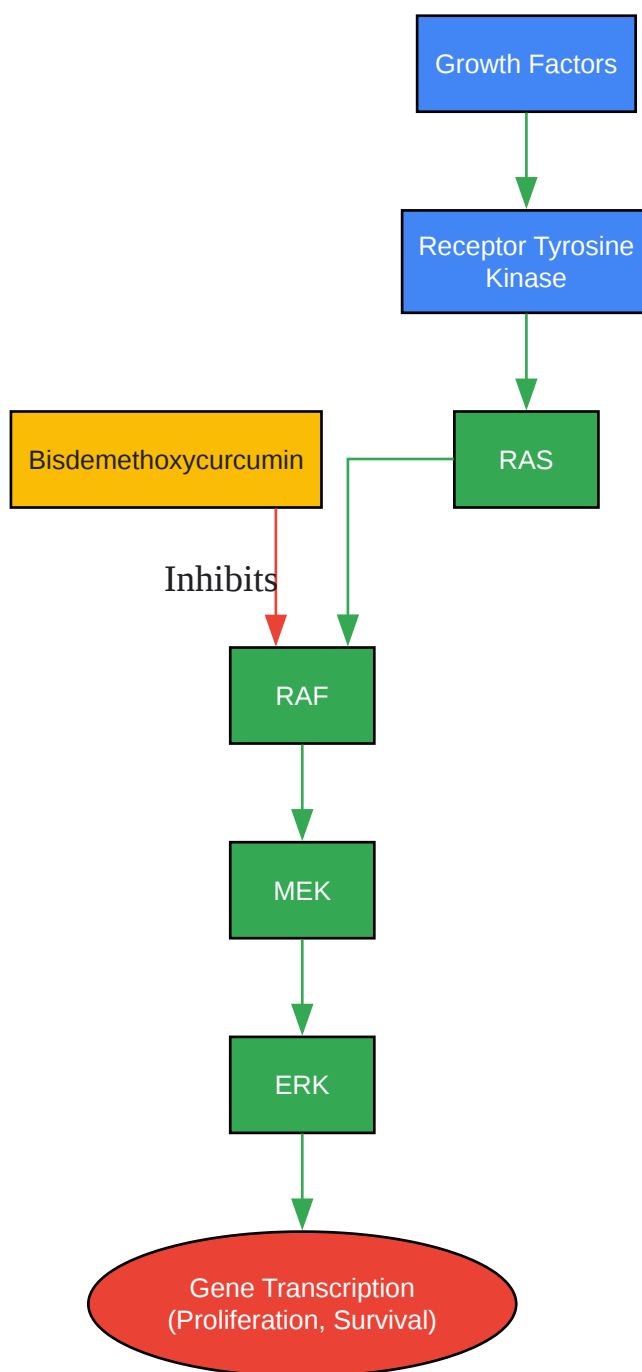 Growth Factors
Receptor Tyrosine
Kinase
Bisdemethoxycurcumin
RAS
Inhibits
RAF
MEK
ERK
Gene Transcription
(Proliferation, Survival)